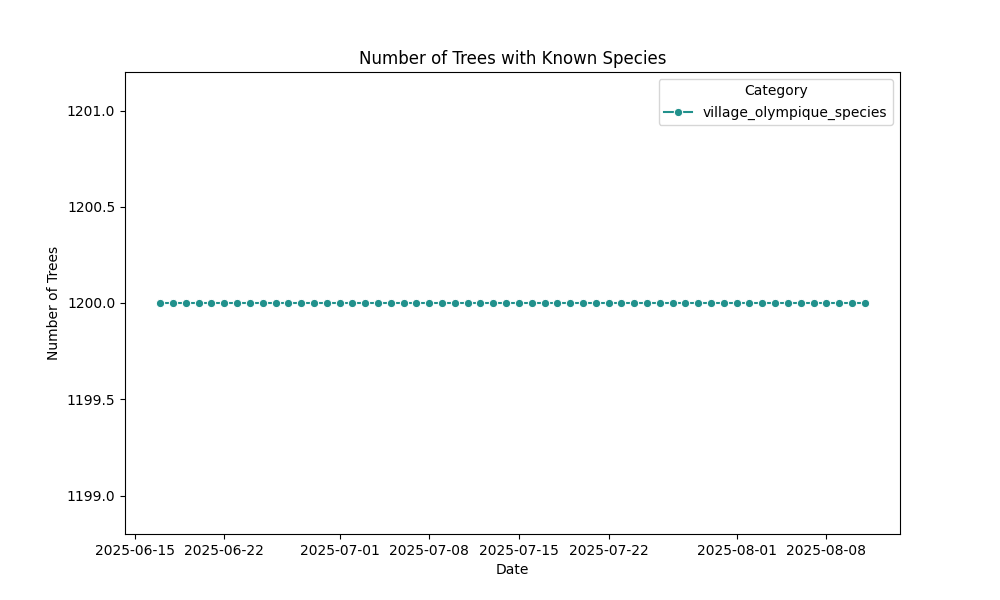 Number of Trees with Known Species
Category
village_olympique_species
1201.0
1200.5
1200.0
1199.5
1199.0
Number of Trees
2025-06-15 2025-06-22 2025-07-01 2025-07-08 2025-07-15 2025-07-22 2025-08-01 2025-08-08
Date